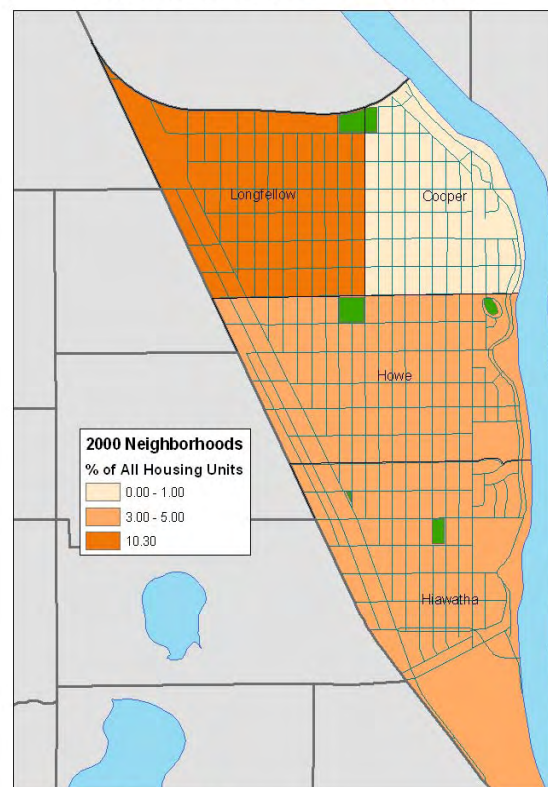 Longfellow
Cooper
Howe
2000 Neighborhoods
% of All Housing Units
0.00 - 1.00
3.00 - 5.00
10.30
Hiawatha